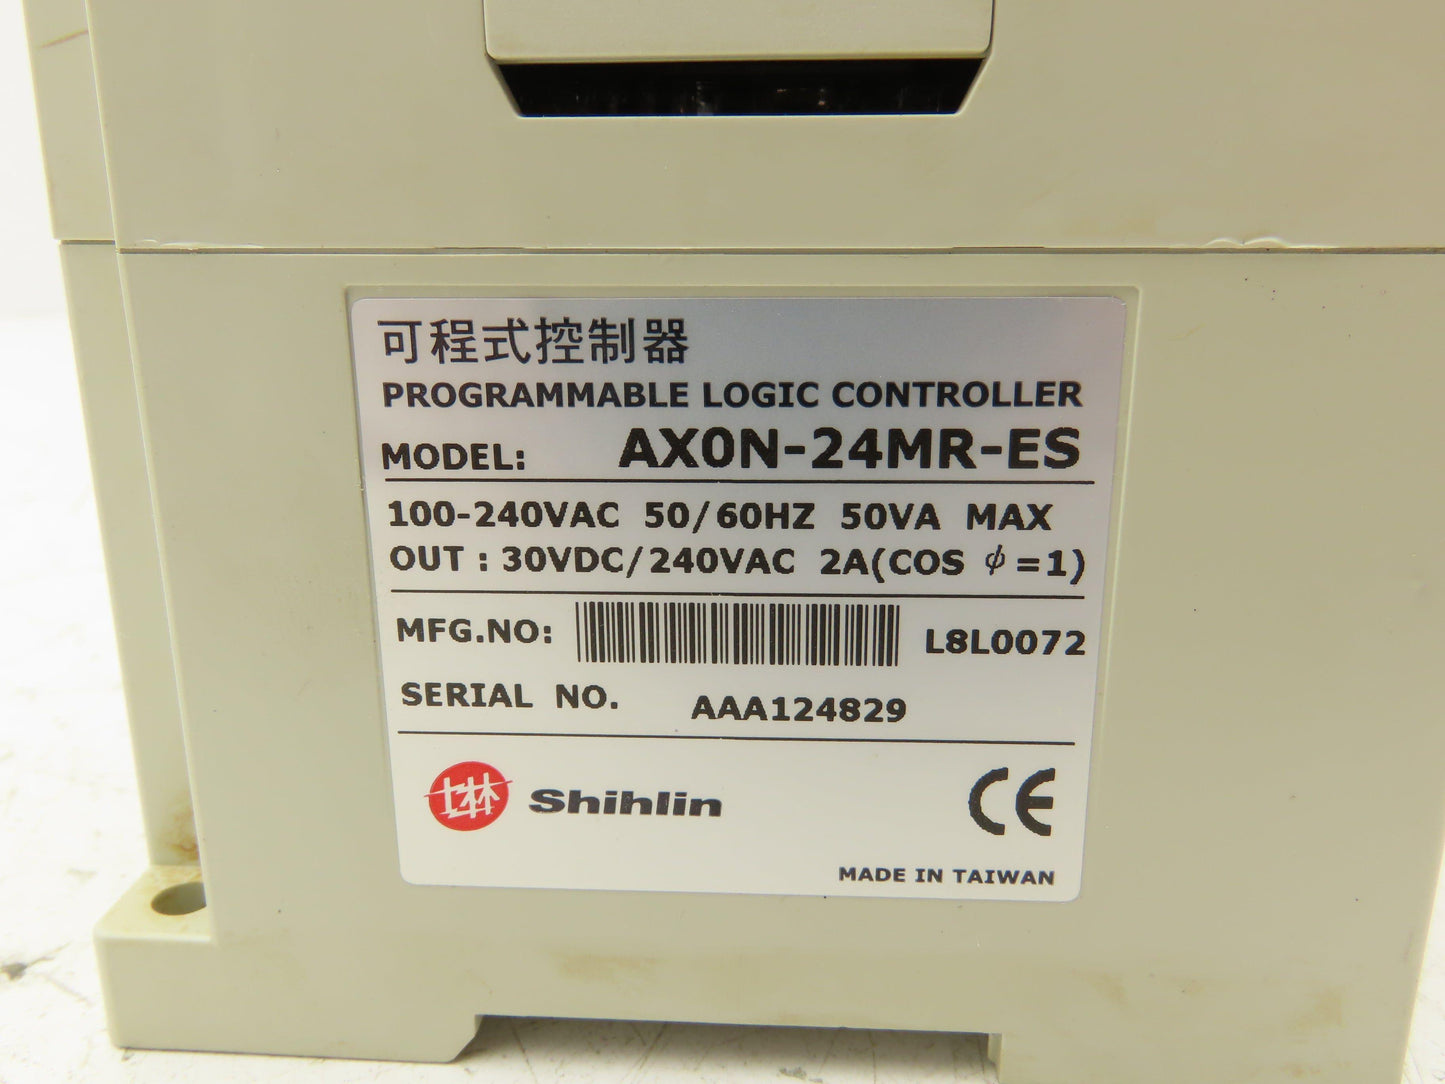 可程式控制器
PROGRAMMABLE LOGIC CONTROLLER
MODEL: AX0N-24MR-ES
100-240VAC 50/60HZ 50VA MAX
OUT : 30VDC/240VAC 2A(COS ϕ =1)
MFG.NO: L8L0072
SERIAL NO. AAA124829
士林 Shihlin CE
MADE IN TAIWAN